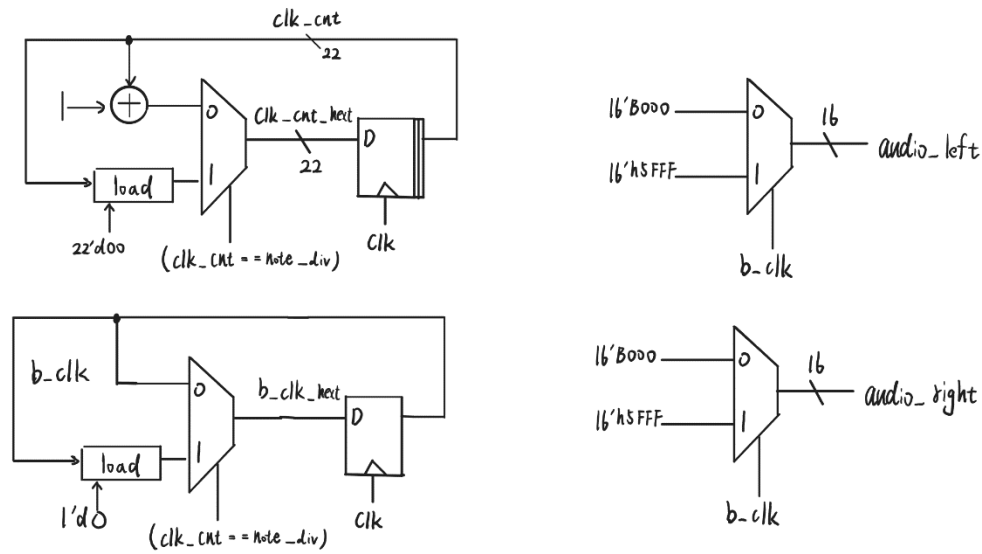 clk_cnt
22
1
+
0
1
clk_cnt_next
22
D
load
22'd00
(clk_cnt == note_div)
clk
16'B000
0
16
audio_left
16'h5FFF
1
b_clk
b_clk
0
b_clk_next
D
load
1
1'd0
(clk_cnt == note_div)
clk
16'B000
0
16
audio_right
16'h5FFF
1
b_clk